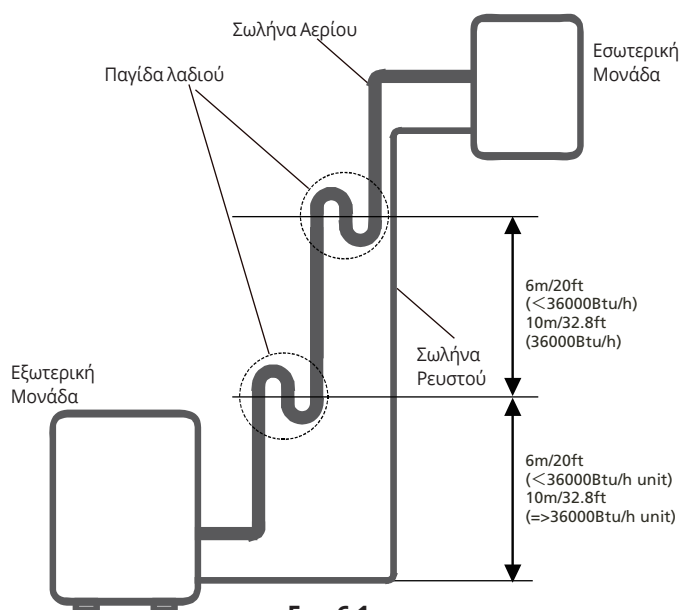 Σωλήνα Αερίου
Παγίδα λαδιού
Εσωτερική
Μονάδα
6m/20ft
(<36000Btu/h)
10m/32.8ft
(36000Btu/h)
Σωλήνα
Ρευστού
Εξωτερική
Μονάδα
6m/20ft
(<36000Btu/h unit)
10m/32.8ft
(=>36000Btu/h unit)